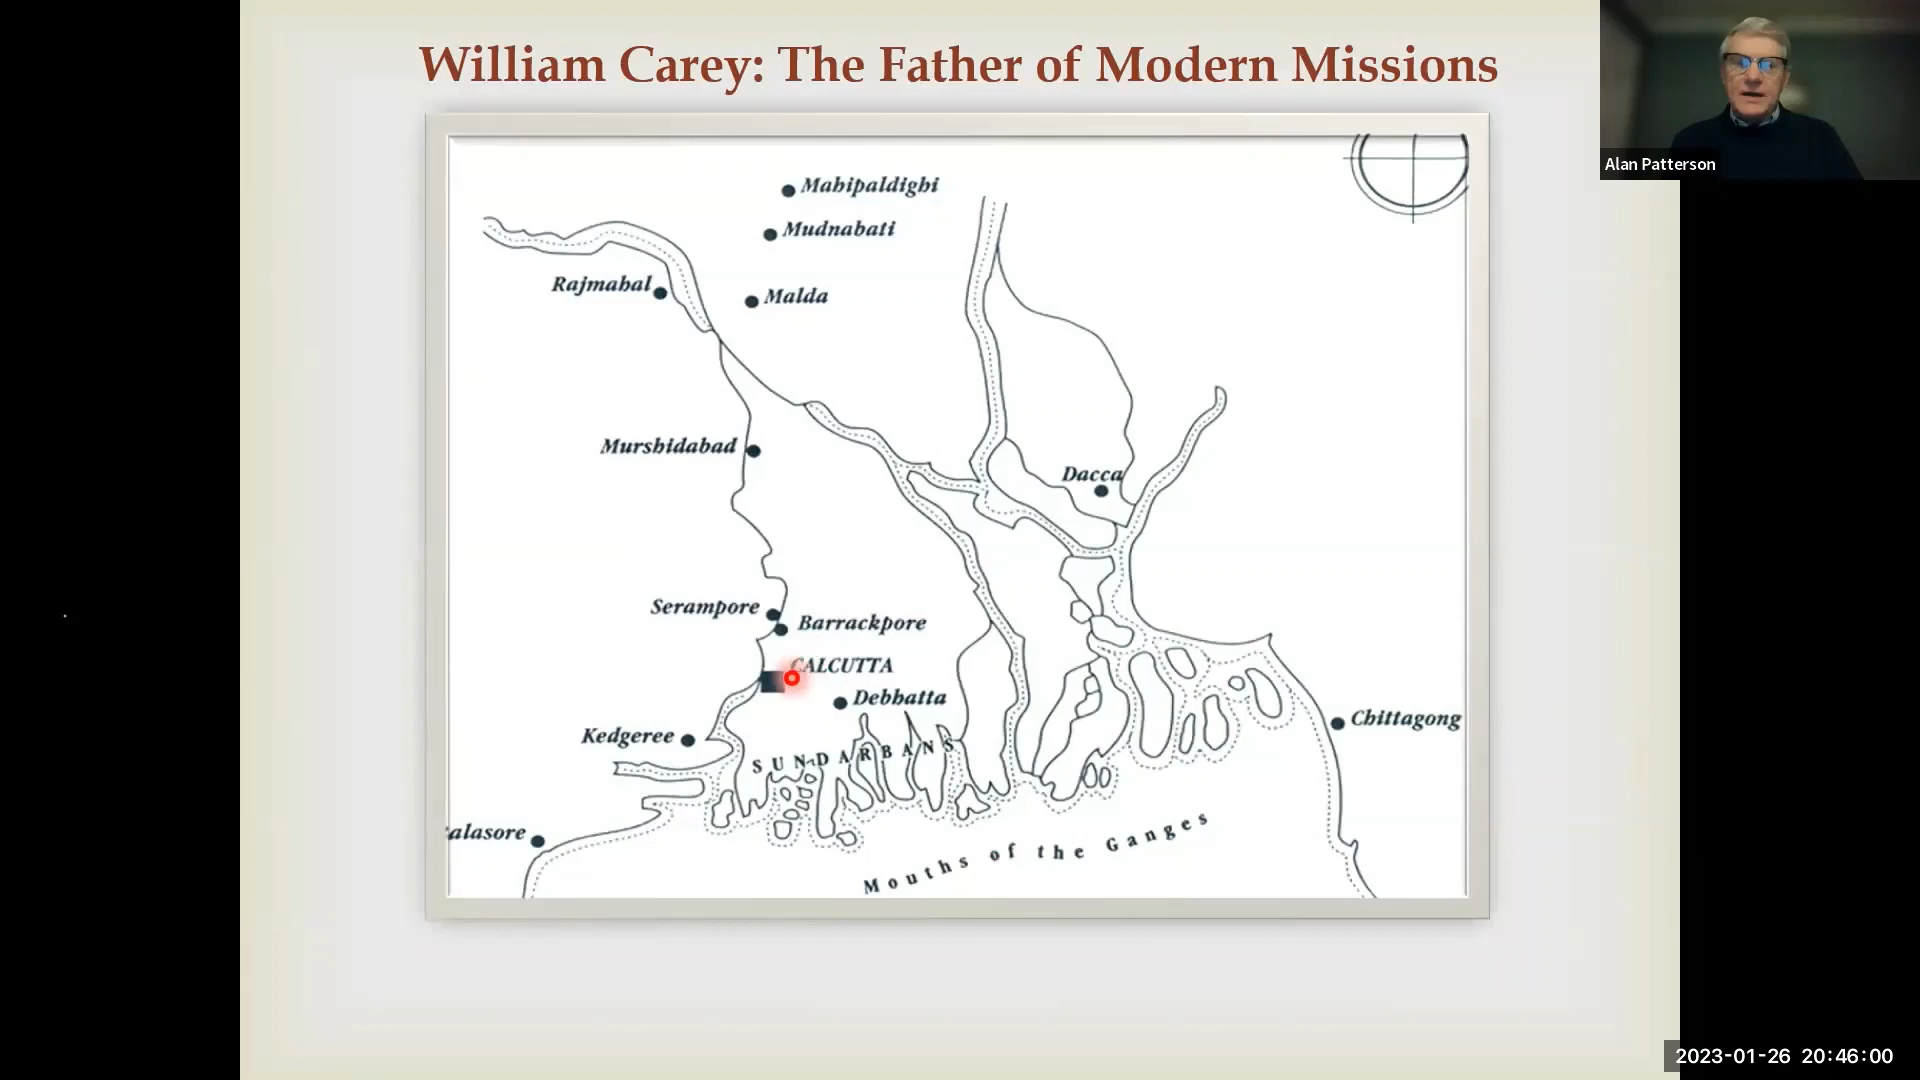 William Carey: The Father of Modern Missions
Alan Patterson
Mahipaldighi
Mudnabati
Rajmahal
Malda
Murshidabad
Dacca
Serampore
Barrackpore
CALCUTTA
Debhatta
Chittagong
Kedgeree
SUNDARBANS
alasore
Mouths of the Ganges
2023-01-26 20:46:00